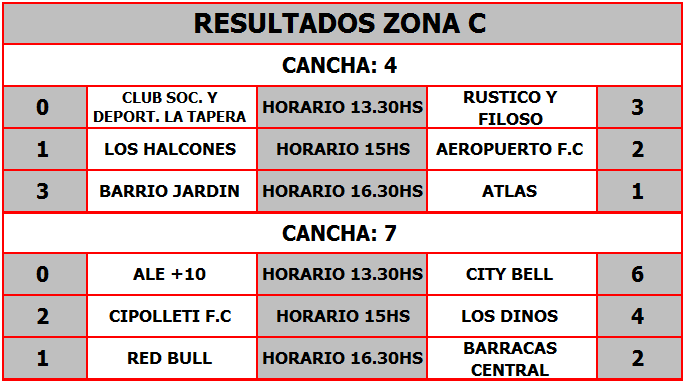 RESULTADOS ZONA C
CANCHA: 4
0 CLUB SOC. Y DEPORT. LA TAPERA HORARIO 13.30HS RUSTICO Y FILOSO 3
1 LOS HALCONES HORARIO 15HS AEROPUERTO F.C 2
3 BARRIO JARDIN HORARIO 16.30HS ATLAS 1
CANCHA: 7
0 ALE +10 HORARIO 13.30HS CITY BELL 6
2 CIPOLLETI F.C HORARIO 15HS LOS DINOS 4
1 RED BULL HORARIO 16.30HS BARRACAS CENTRAL 2